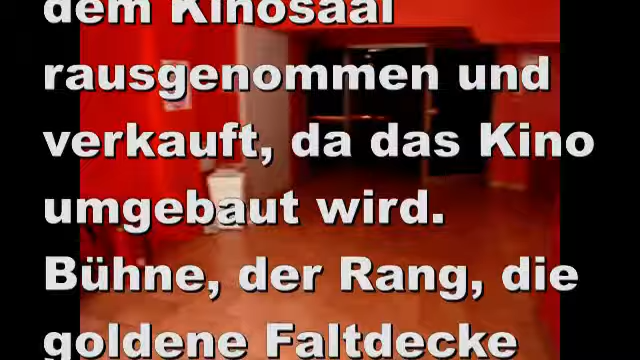 dem Kinosaal
rausgenommen und
verkauft, da das Kino
umgebaut wird.
Bühne, der Rang, die
goldene Faltdecke